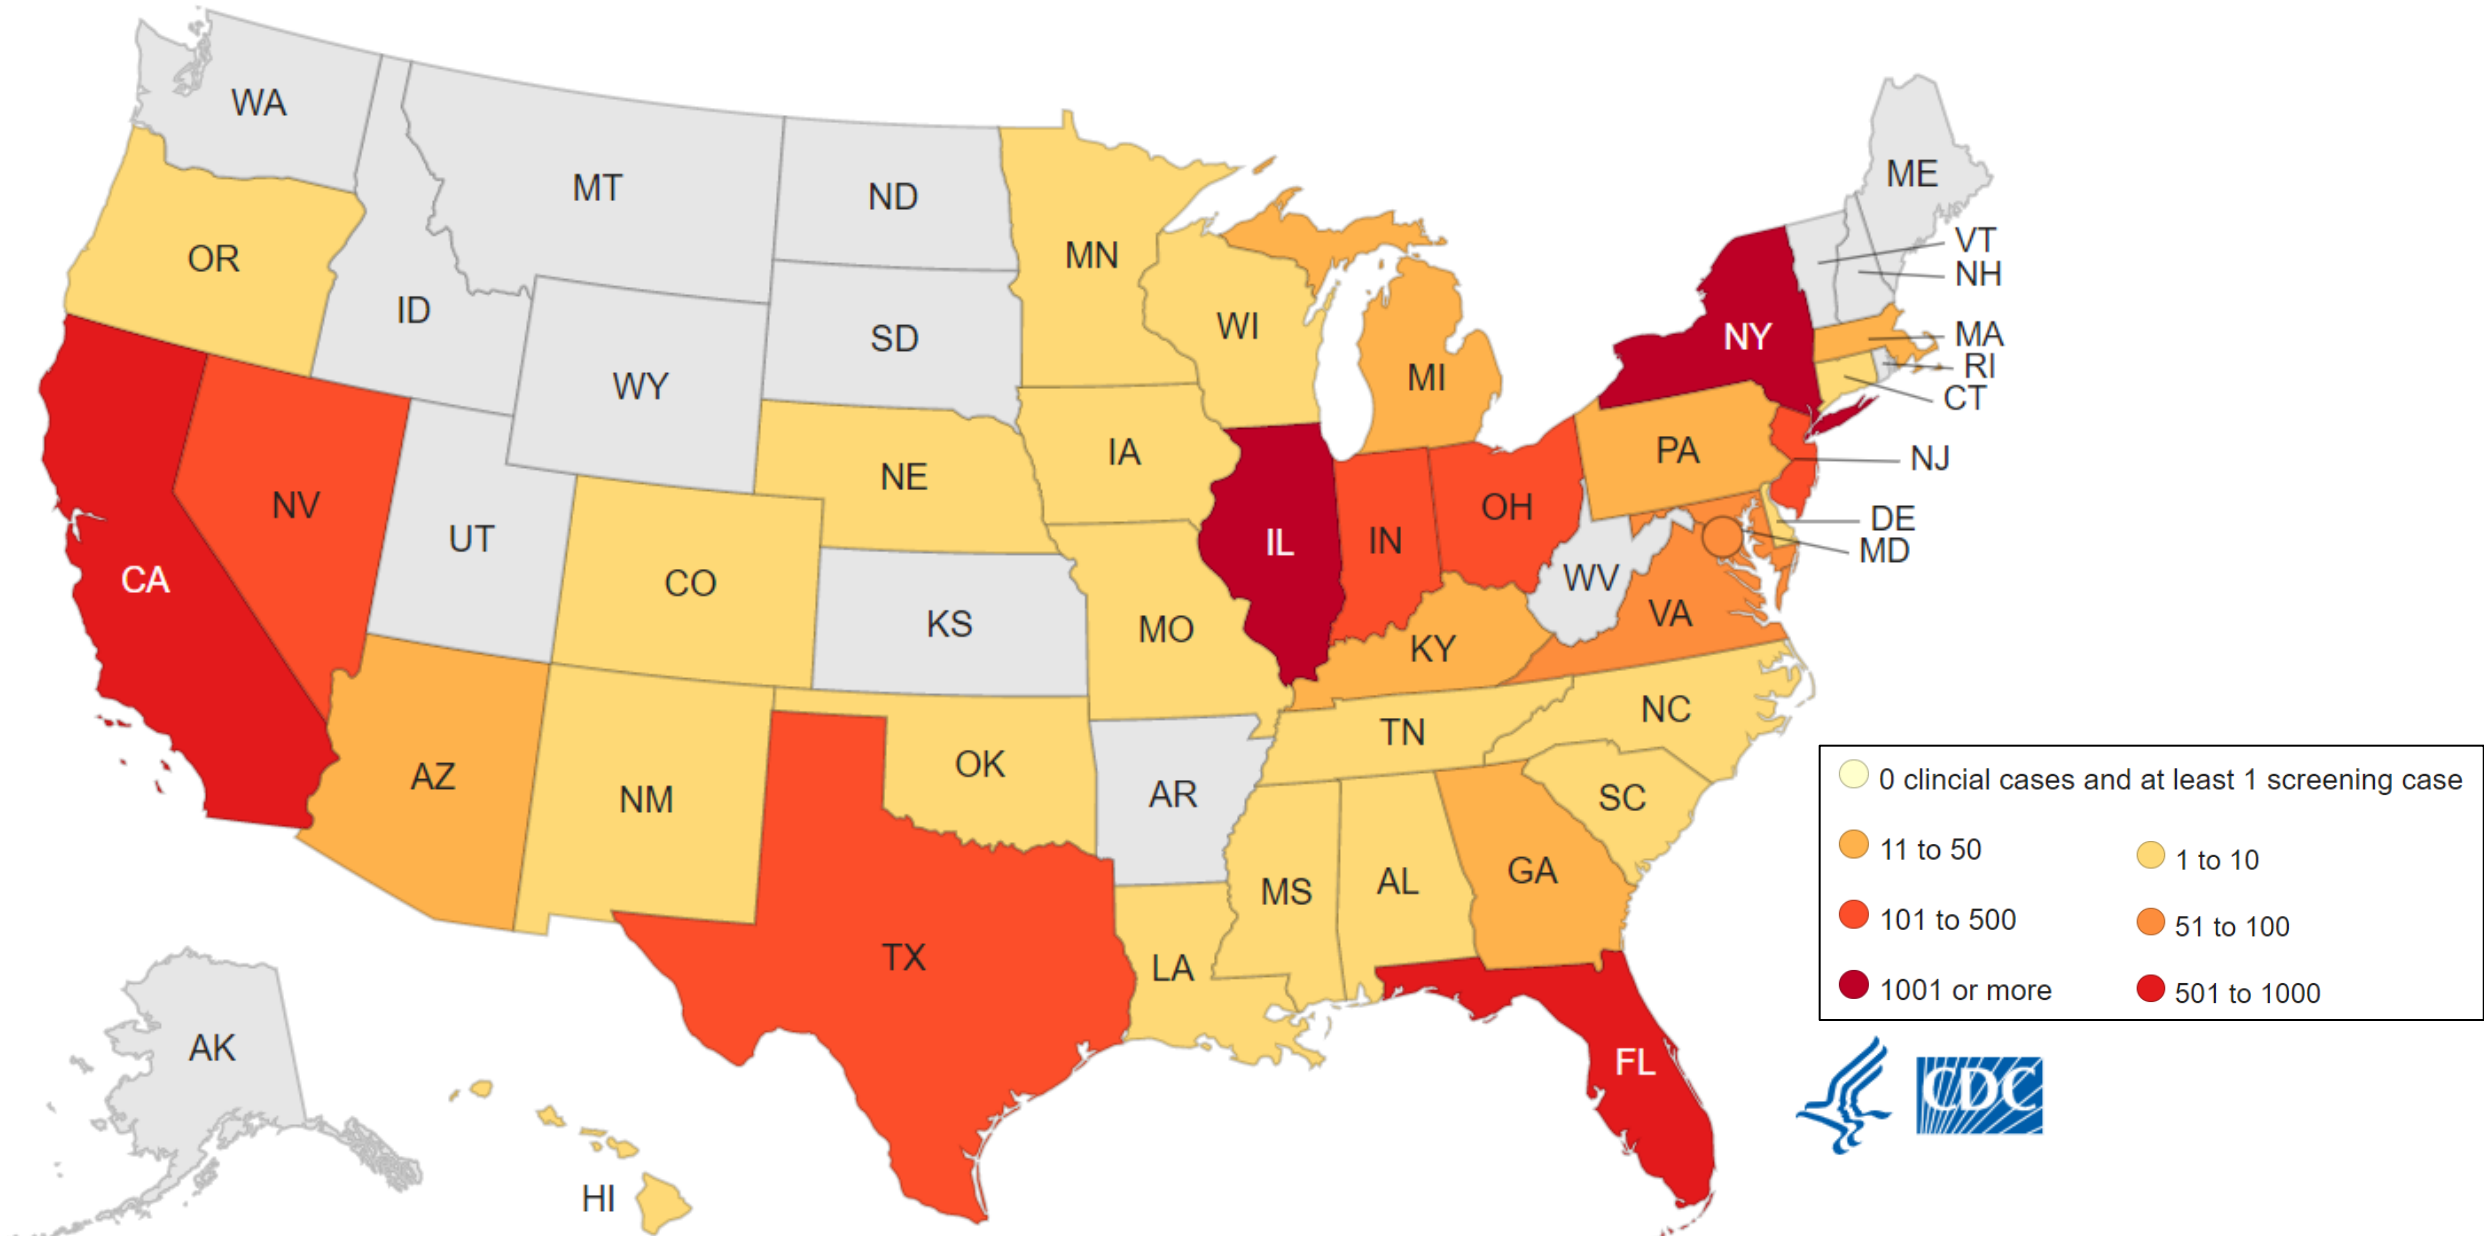 WA
MT
ND
ME
OR
MN
VT
NH
ID
SD
WI
NY
MA
RI
CT
WY
MI
NE
IA
PA
NJ
NV
UT
CO
IL
IN
OH
DE
MD
CA
KS
MO
WV
KY
VA
AZ
NM
OK
AR
TN
NC
SC
MS
AL
GA
TX
LA
FL
AK
HI
0 clincial cases and at least 1 screening case
11 to 50
1 to 10
101 to 500
51 to 100
1001 or more
501 to 1000
CDC